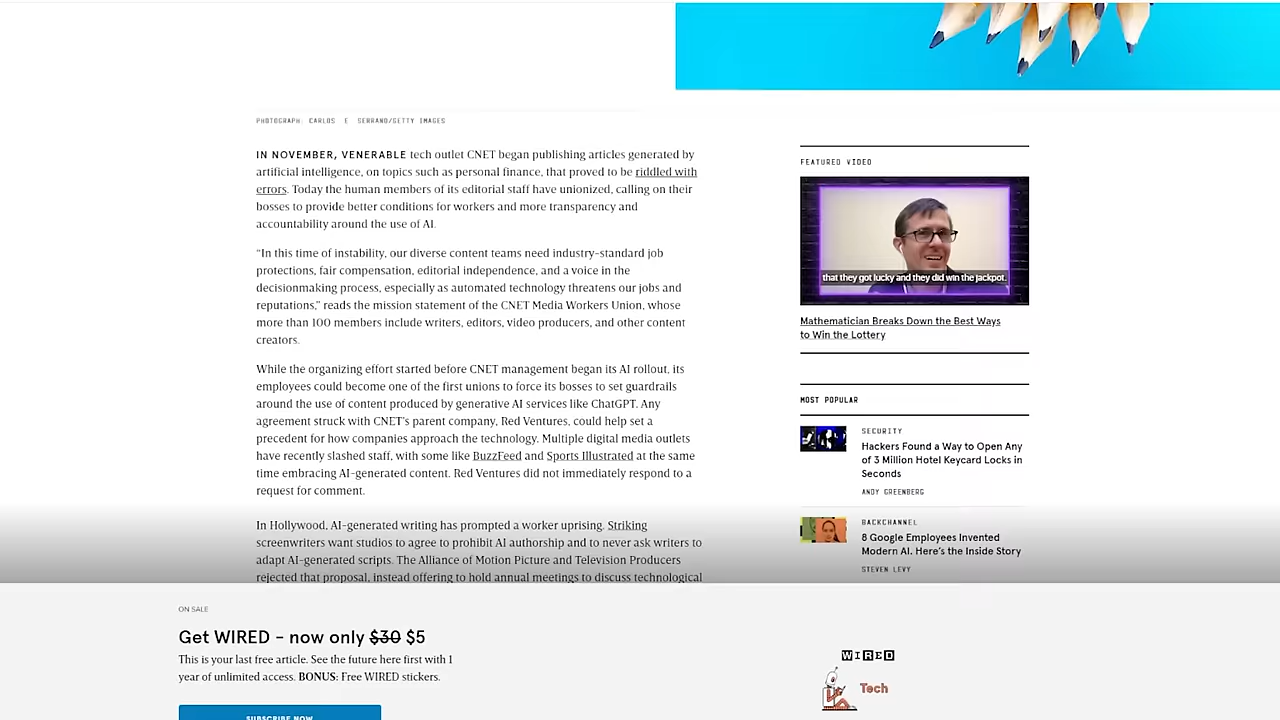 PHOTOGRAPH: CARLOS E SERRANO/GETTY IMAGES
IN NOVEMBER, VENERABLE tech outlet CNET began publishing articles generated by
artificial intelligence, on topics such as personal finance, that proved to be riddled with
errors. Today the human members of its editorial staff have unionized, calling on their
bosses to provide better conditions for workers and more transparency and
accountability around the use of AI.
“In this time of instability, our diverse content teams need industry-standard job
protections, fair compensation, editorial independence, and a voice in the
decisionmaking process, especially as automated technology threatens our jobs and
reputations,” reads the mission statement of the CNET Media Workers Union, whose
more than 100 members include writers, editors, video producers, and other content
creators.
While the organizing effort started before CNET management began its AI rollout, its
employees could become one of the first unions to force its bosses to set guardrails
around the use of content produced by generative AI services like ChatGPT. Any
agreement struck with CNET’s parent company, Red Ventures, could help set a
precedent for how companies approach the technology. Multiple digital media outlets
have recently slashed staff, with some like BuzzFeed and Sports Illustrated at the same
time embracing AI-generated content. Red Ventures did not immediately respond to a
request for comment.
In Hollywood, AI-generated writing has prompted a worker uprising. Striking
screenwriters want studios to agree to prohibit AI authorship and to never ask writers to
adapt AI-generated scripts. The Alliance of Motion Picture and Television Producers
rejected that proposal, instead offering to hold annual meetings to discuss technological
FEATURED VIDEO
that they got lucky and they did win the jackpot.
Mathematician Breaks Down the Best Ways
to Win the Lottery
MOST POPULAR
SECURITY
Hackers Found a Way to Open Any
of 3 Million Hotel Keycard Locks in
Seconds
ANDY GREENBERG
BACKCHANNEL
8 Google Employees Invented
Modern AI. Here’s the Inside Story
STEVEN LEVY
ON SALE
Get WIRED - now only $30 $5
This is your last free article. See the future here first with 1
year of unlimited access. BONUS: Free WIRED stickers.
SUBSCRIBE NOW
WIRED
Tech